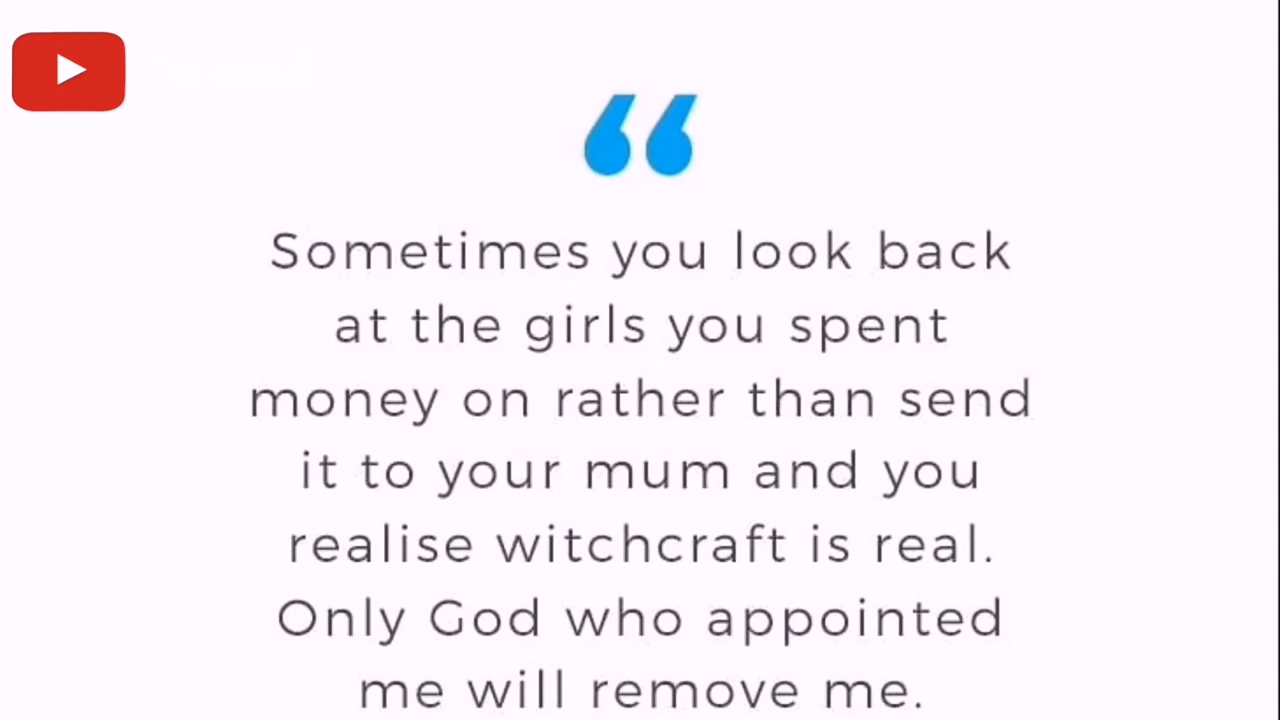 “
Sometimes you look back
at the girls you spent
money on rather than send
it to your mum and you
realise witchcraft is real.
Only God who appointed
me will remove me.